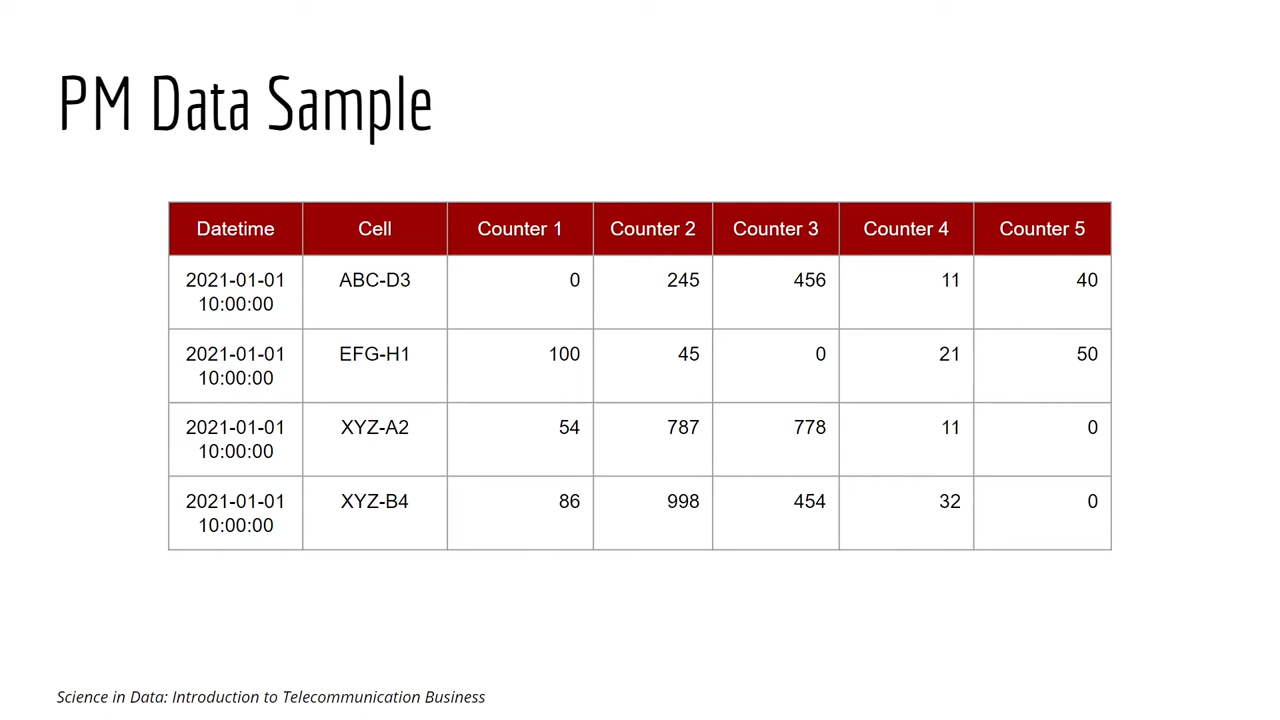 PM Data Sample
Datetime Cell Counter 1 Counter 2 Counter 3 Counter 4 Counter 5
2021-01-01 ABC-D3 0 245 456 11 40
10:00:00
2021-01-01 EFG-H1 100 45 0 21 50
10:00:00
2021-01-01 XYZ-A2 54 787 778 11 0
10:00:00
2021-01-01 XYZ-B4 86 998 454 32 0
10:00:00
Science in Data: Introduction to Telecommunication Business